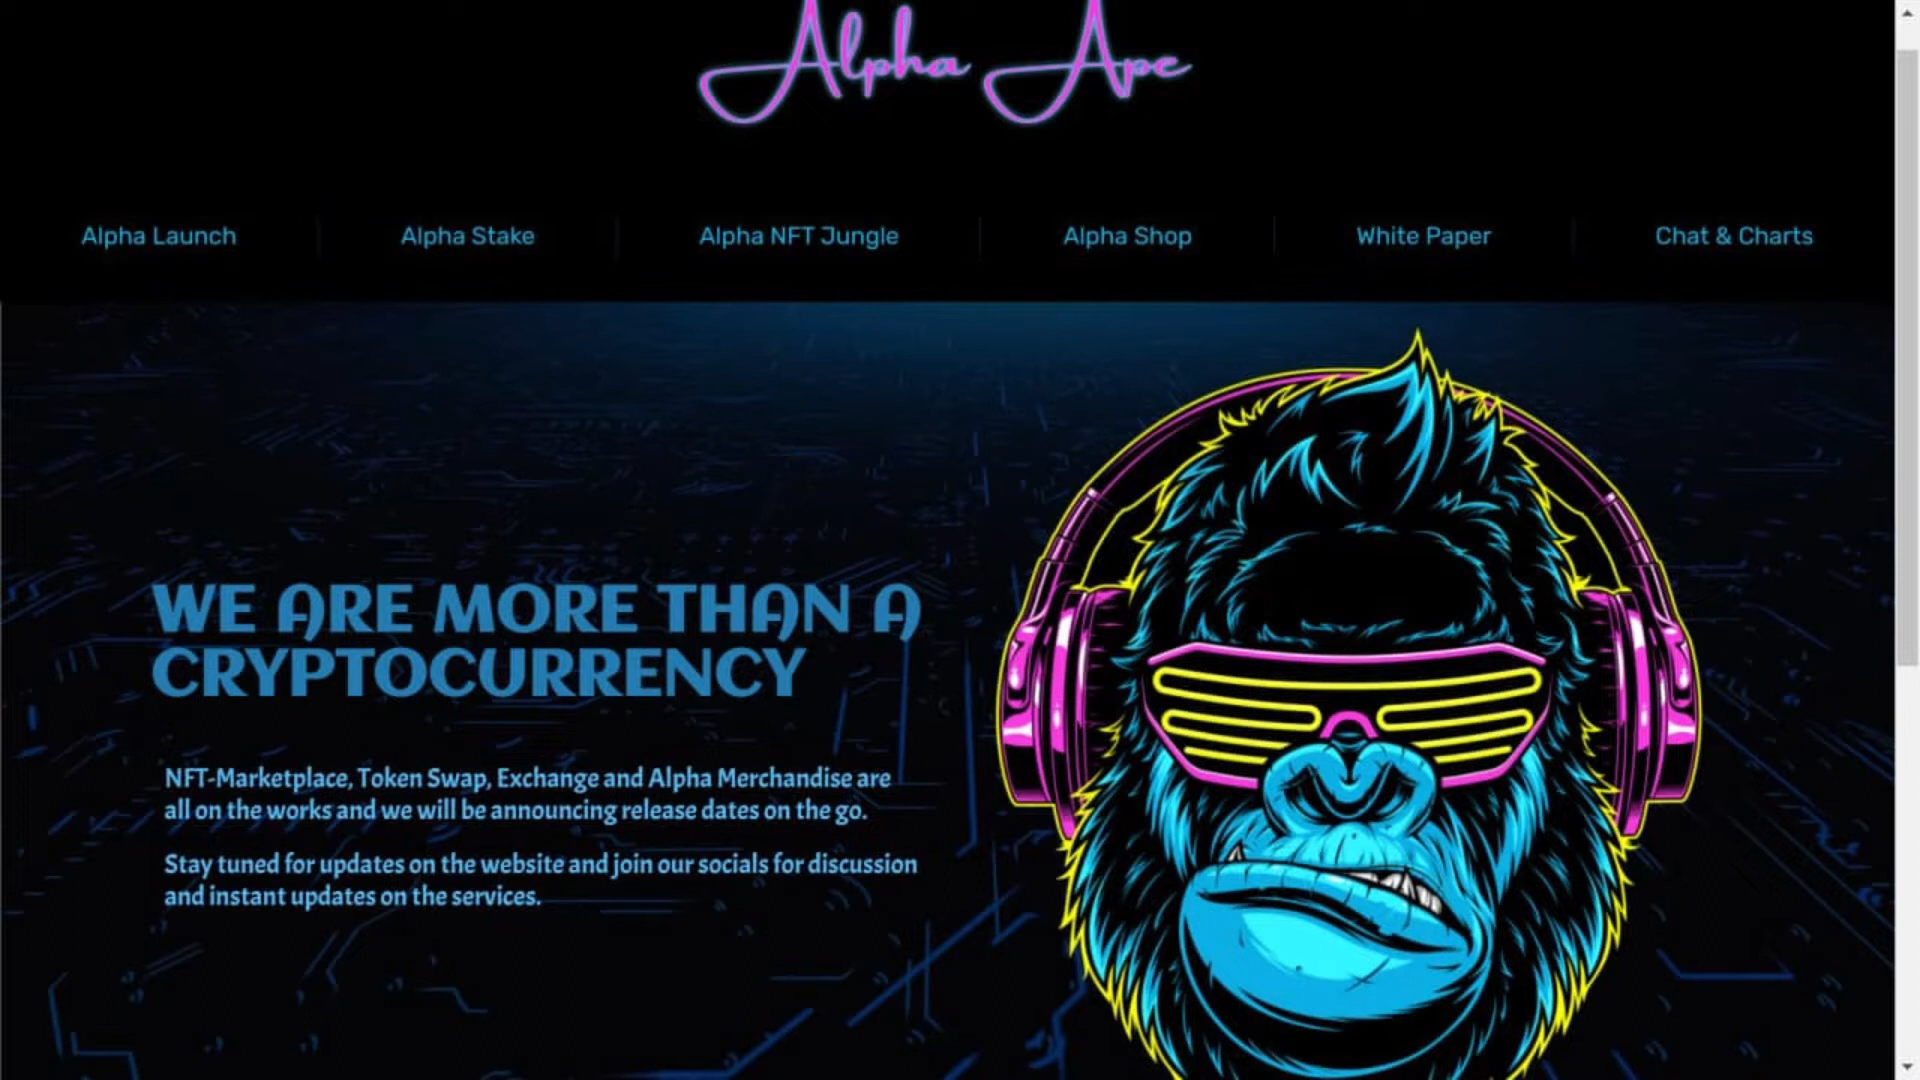 Alpha Ape
Alpha Launch
Alpha Stake
Alpha NFT Jungle
Alpha Shop
White Paper
Chat & Charts
WE ARE MORE THAN A
CRYPTOCURRENCY
NFT-Marketplace, Token Swap, Exchange and Alpha Merchandise are
all on the works and we will be announcing release dates on the go.
Stay tuned for updates on the website and join our socials for discussion
and instant updates on the services.